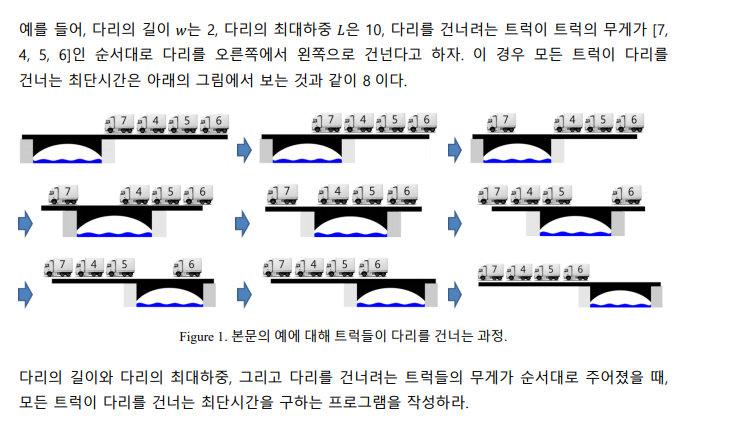 예를 들어, 다리의 길이 w는 2, 다리의 최대하중 L은 10, 다리를 건너려는 트럭이 트럭의 무게가 [7,
4, 5, 6]인 순서대로 다리를 오른쪽에서 왼쪽으로 건넌다고 하자. 이 경우 모든 트럭이 다리를
건너는 최단시간은 아래의 그림에서 보는 것과 같이 8 이다.
7 4 5 6
7 4 5 6
7 4 5 6
7 4 5 6
7 4 5 6
7 4 5 6
7 4 5 6
7 4 5 6
7 4 5 6
Figure 1. 본문의 예에 대해 트럭들이 다리를 건너는 과정.
다리의 길이와 다리의 최대하중, 그리고 다리를 건너려는 트럭들의 무게가 순서대로 주어졌을 때,
모든 트럭이 다리를 건너는 최단시간을 구하는 프로그램을 작성하라.